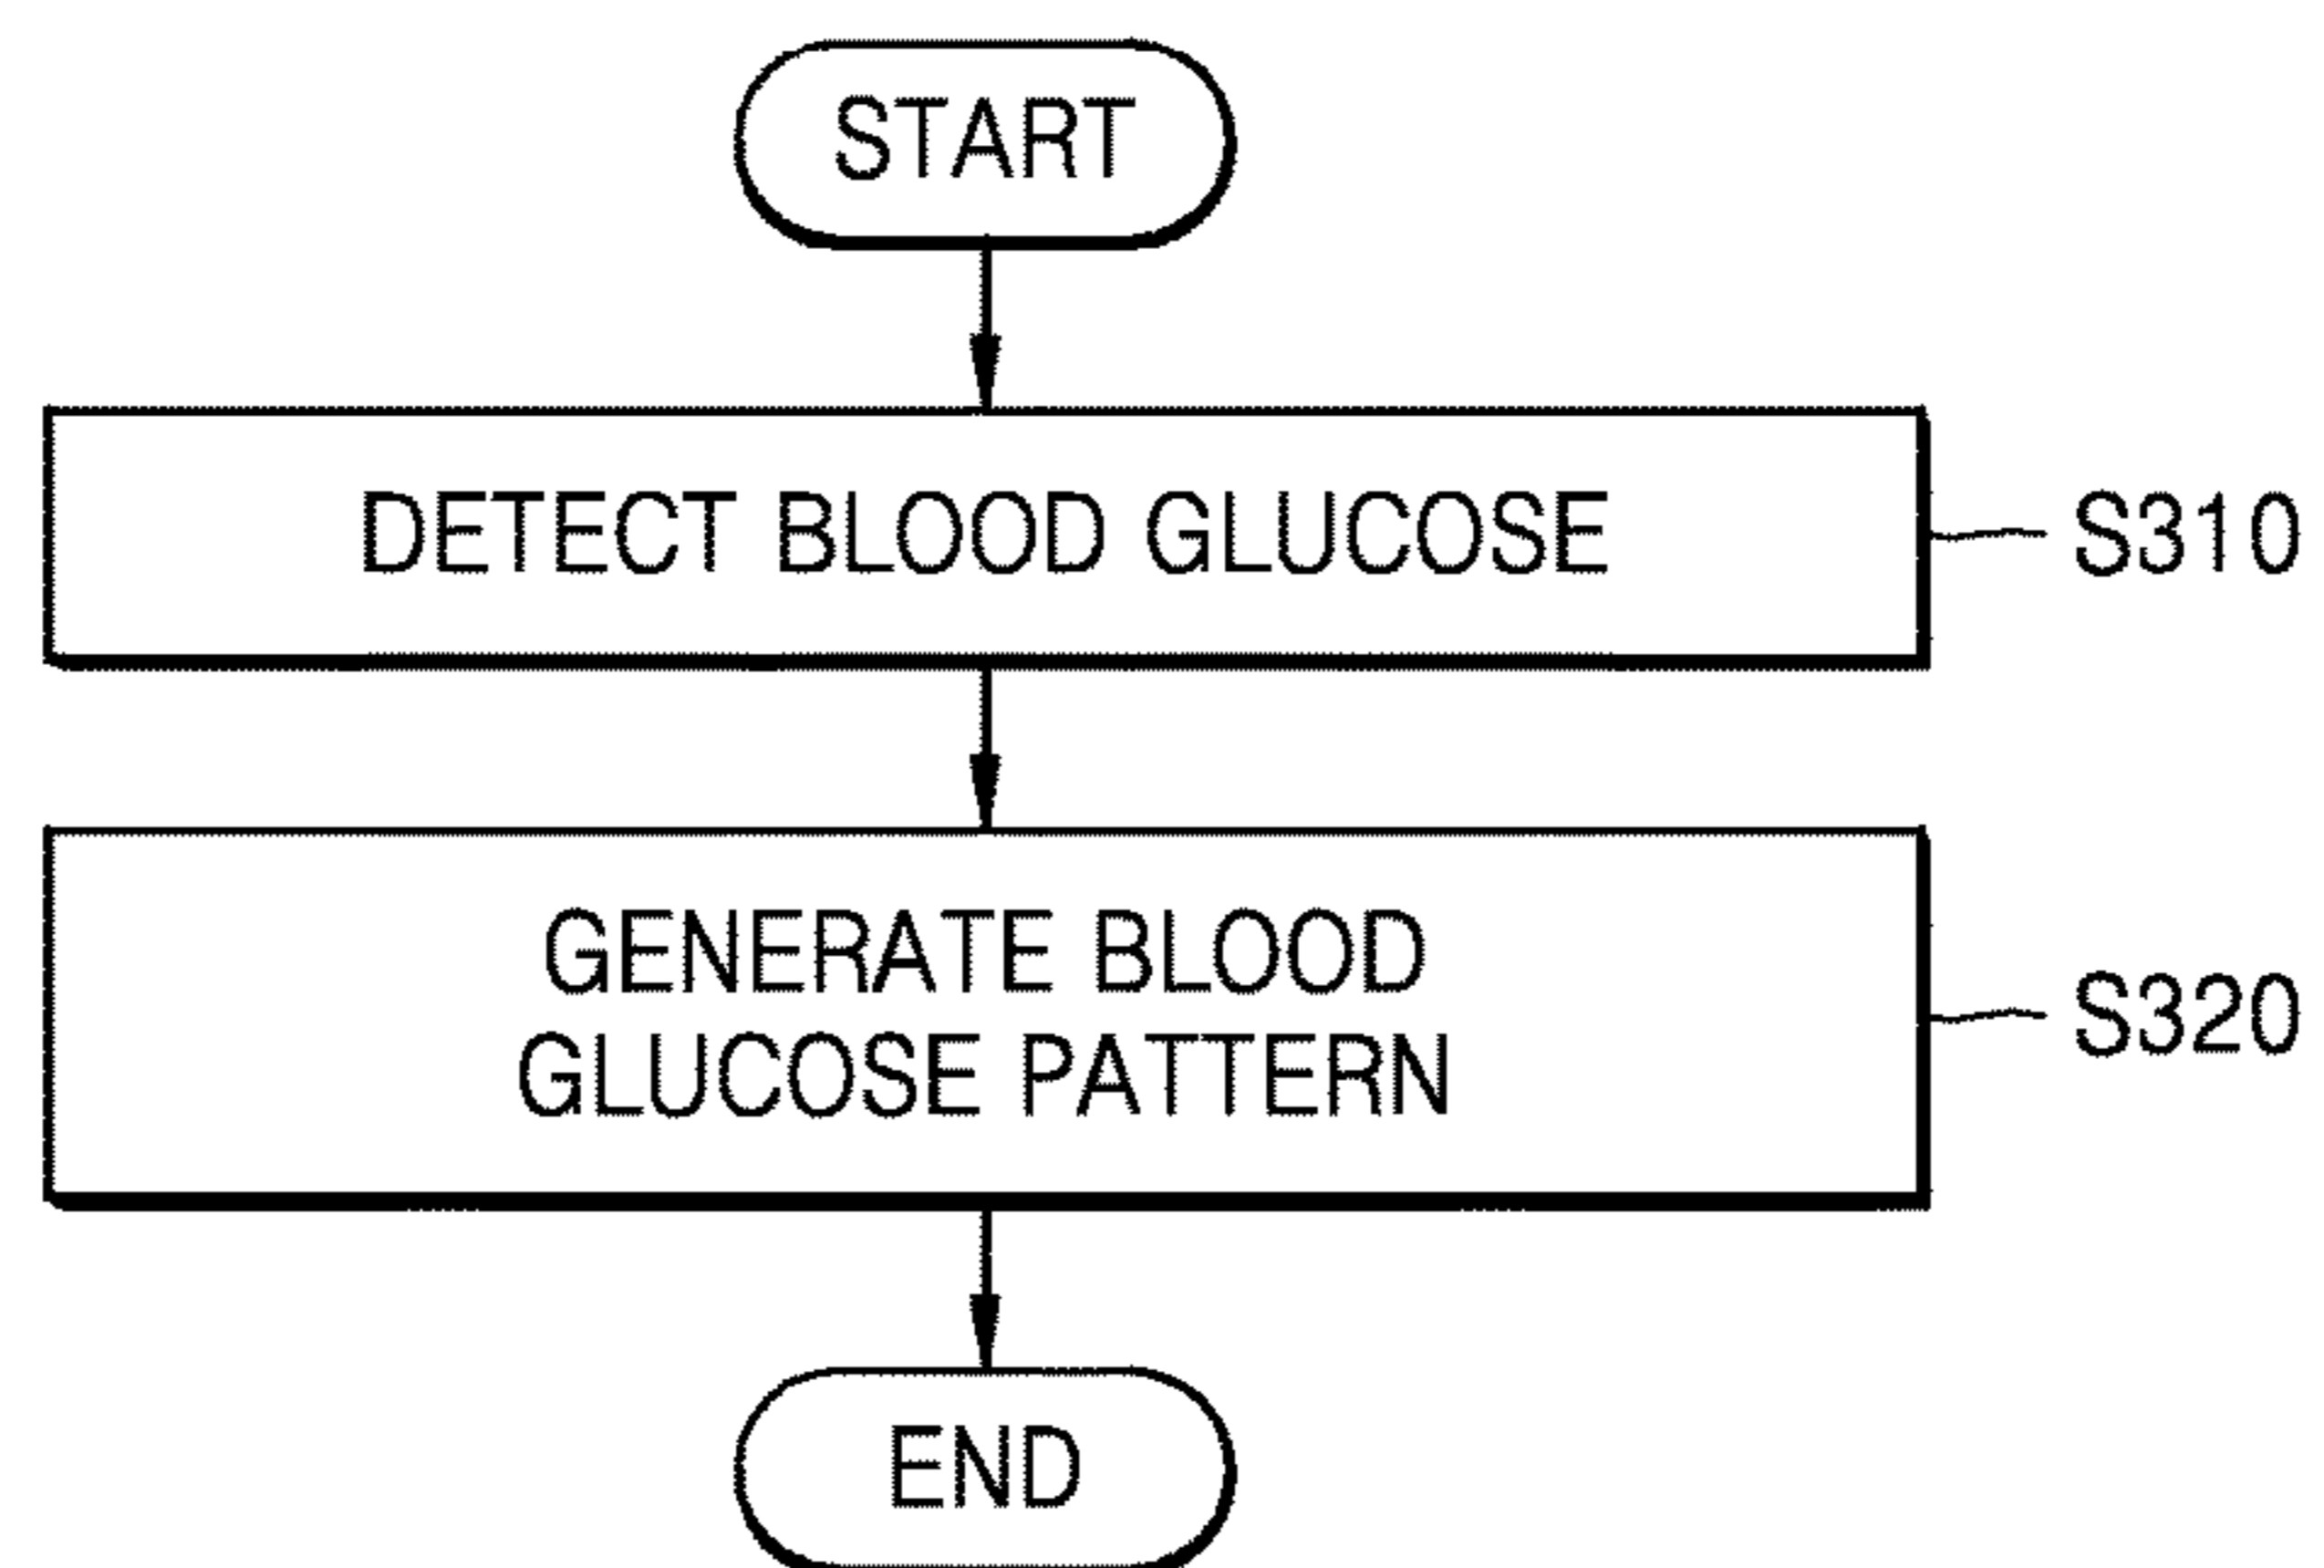 START
DETECT BLOOD GLUCOSE
S310
GENERATE BLOOD
GLUCOSE PATTERN
S320
END